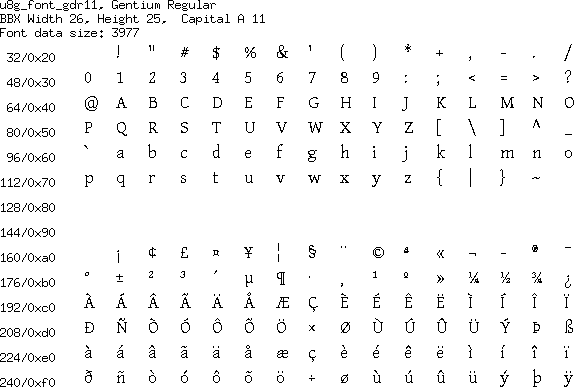 u8g_font_gdr11, Gentium Regular
BBX Width 26, Height 25, Capital A 11
Font data size: 3977
32/0x20 ! " # $ % & ' ( ) * + , - . /
48/0x30 0 1 2 3 4 5 6 7 8 9 : ; < = > ?
64/0x40 @ A B C D E F G H I J K L M N O
80/0x50 P Q R S T U V W X Y Z [ \ ] ^ _
96/0x60 ` a b c d e f g h i j k l m n o
112/0x70 p q r s t u v w x y z { | } ~
128/0x80
144/0x90
160/0xa0 ¡ ¢ £ ¤ ¥ ¦ § ¨ © ª « ¬ - ® ¯
176/0xb0 ° ± ² ³ ´ µ ¶ · ¸ ¹ º » ¼ ½ ¾ ¿
192/0xc0 À Á Â Ã Ä Å Æ Ç È É Ê Ë Ì Í Î Ï
208/0xd0 Ð Ñ Ò Ó Ô Õ Ö × Ø Ù Ú Û Ü Ý Þ ß
224/0xe0 à á â ã ä å æ ç è é ê ë ì í î ï
240/0xf0 ð ñ ò ó ô õ ö ÷ ø ù ú û ü ý þ ÿ